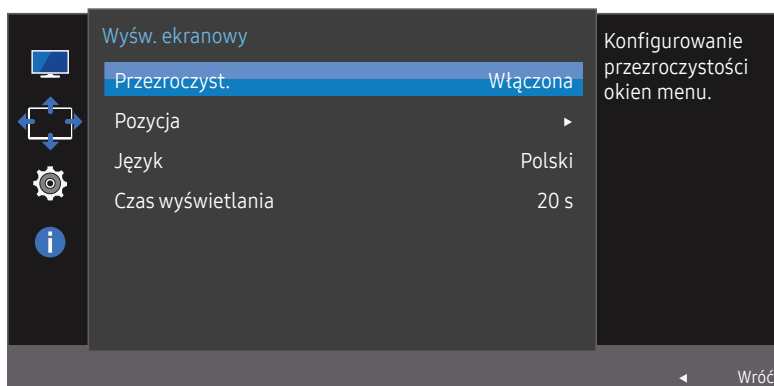 Wyśw. ekranowy
Przezroczyst. Włączona
Pozycja
Język Polski
Czas wyświetlania 20 s
Konfigurowanie
przezroczystości
okien menu.
Wróć